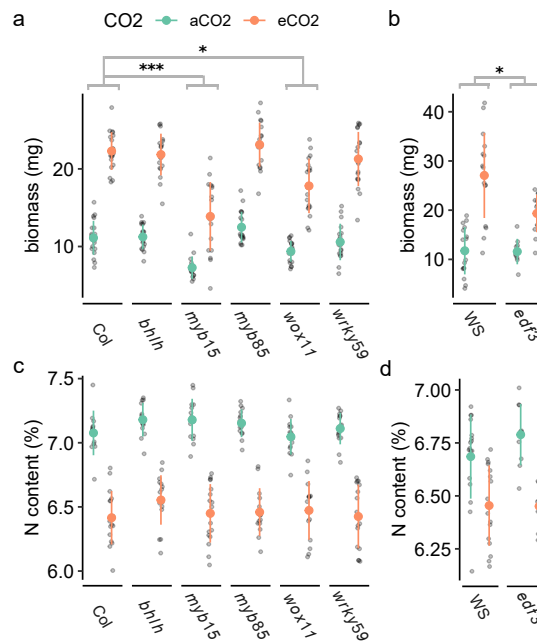 a
CO2 aCO2 eCO2
b
*
***
*
biomass (mg)
20
10
Col
bhlh
myb15
myb85
wox11
wrky59
biomass (mg)
40
30
20
10
WS
edf3
c
N content (%)
7.5
7.0
6.5
6.0
Col
bhlh
myb15
myb85
wox11
wrky59
d
N content (%)
7.00
6.75
6.50
6.25
WS
edf3